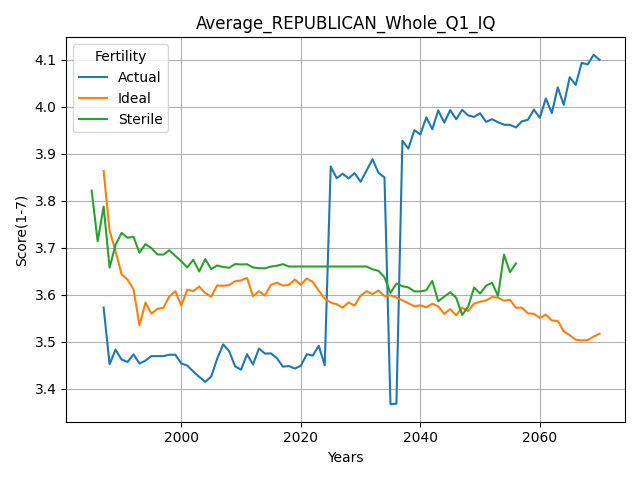 Average_REPUBLICAN_Whole_Q1_IQ
Fertility
Actual
Ideal
Sterile
4.1
4.0
3.9
3.8
3.7
3.6
3.5
3.4
Score(1-7)
2000
2020
2040
2060
Years